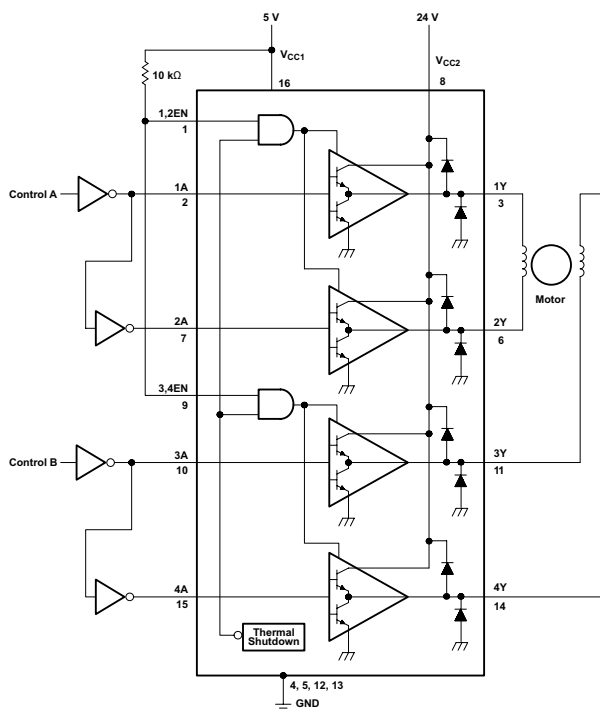 5 V
24 V
VCC1
VCC2
10 kΩ
16
8
1,2EN
1
Control A
1A
2
1Y
3
Motor
2A
7
2Y
6
3,4EN
9
Control B
3A
10
3Y
11
4A
15
4Y
14
Thermal
Shutdown
4, 5, 12, 13
GND